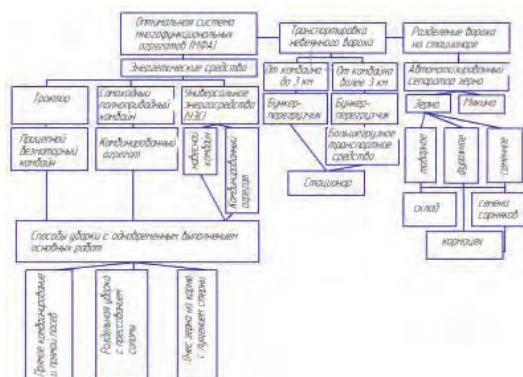 Оптимальная система
многофункциональных
агрегатов (МФА)
Транспортировка
невеянного вороха
Разделение вороха
на стационаре
Энергетические средства
От комбайна
до 3 км
От комбайна
более 3 км
Автоматизированный
сепаратор зерна
Трактор
Самоходный
полноприводный
комбайн
Универсальное
энергосредство
(УЭС)
Бункер-
перегрузчик
Бункер-
перегрузчик
Зерно
Мякина
Прицепной
безмоторный
комбайн
Комбинированный
агрегат
навесной
комбайн
Комбинированный
агрегат
Большегрузное
транспортное
средство
Стационар
товарное
фуражное
семенное
склад
семена
сорняков
кормоцех
Способы уборки с одновременным выполнением
основных работ
Прямое комбайнирование
и прямой посев
Раздельная уборка
с прессованием
соломы
Очес зерна на корню
с лущением стерни